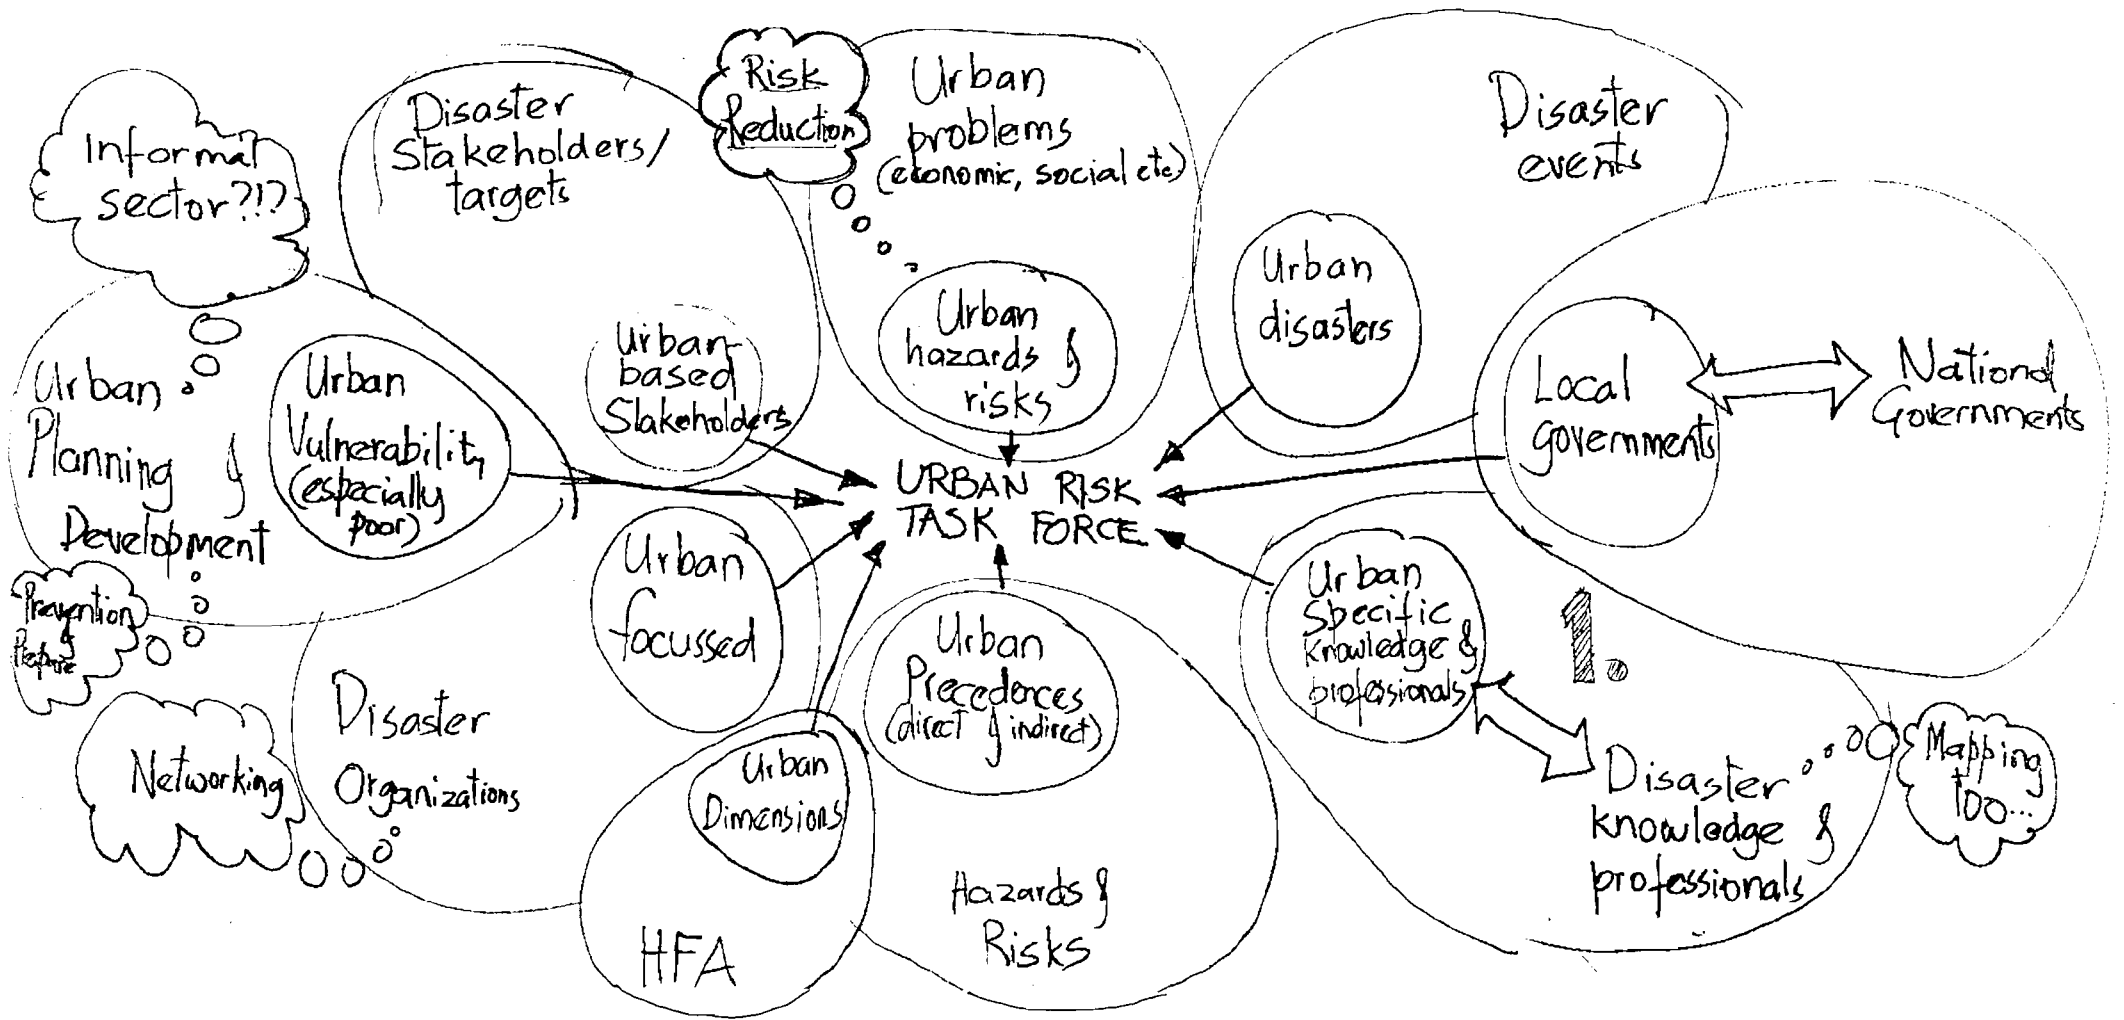 Informal
sector?!?
Disaster
Stakeholders/
targets
Risk
Reduction
Urban
problems
(economic, social etc)
Disaster
events
Urban
Planning &
Development
Urban
Vulnerability
(especially
poor)
Urban-
based
Stakeholders
Urban
hazards &
risks
Urban
disasters
Local
governments
National
Governments
URBAN RISK
TASK FORCE
Prevention
&
Prepare
Networking
Disaster
Organizations
Urban
focussed
Urban
Dimensions
HFA
Urban
Precedences
(direct & indirect)
Hazards &
Risks
Urban
Specific
knowledge &
professionals
1.
Disaster
knowledge &
professionals
Mapping
too...